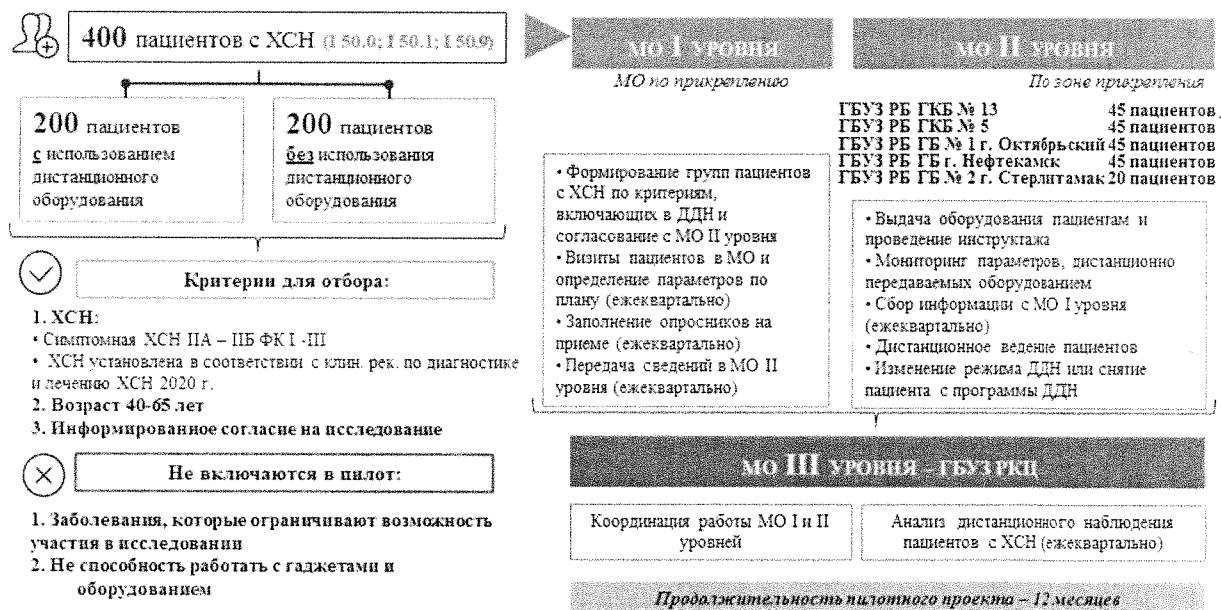 400 пациентов с ХСН (I 50.0; I 50.1; I 50.9)
200 пациентов
с использованием
дистанционного
оборудования
200 пациентов
без использования
дистанционного
оборудования
Критерии для отбора:
1. ХСН:
• Симптомная ХСН IIА – IIБ ФК I -III
• ХСН установлена в соответствии с клин. рек. по диагностике
и лечению ХСН 2020 г.
2. Возраст 40-65 лет
3. Информированное согласие на исследование
Не включаются в пилот:
1. Заболевания, которые ограничивают возможность
участия в исследовании
2. Не способность работать с гаджетами и
оборудованием
МО I УРОВНЯ
МО по прикреплению
• Формирование групп пациентов
с ХСН по критериям,
включающих в ДДН и
согласование с МО II уровня
• Визиты пациентов в МО и
определение параметров по
плану (ежеквартально)
• Заполнение опросников на
приеме (ежеквартально)
• Передача сведений в МО II
уровня (ежеквартально)
МО II УРОВНЯ
По зоне прикрепления
ГБУЗ РБ ГКБ № 13 45 пациентов
ГБУЗ РБ ГКБ № 5 45 пациентов
ГБУЗ РБ ГБ № 1 г. Октябрьский 45 пациентов
ГБУЗ РБ ГБ г. Нефтекамск 45 пациентов
ГБУЗ РБ ГБ № 2 г. Стерлитамак 20 пациентов
• Выдача оборудования пациентам и
проведение инструктажа
• Мониторинг параметров, дистанционно
передаваемых оборудованием
• Сбор информации с МО I уровня
(ежеквартально)
• Дистанционное ведение пациентов
• Изменение режима ДДН или снятие
пациента с программы ДДН
МО III УРОВНЯ – ГБУЗ РКЦ
Координация работы МО I и II
уровней
Анализ дистанционного наблюдения
пациентов с ХСН (ежеквартально)
Продолжительность пилотного проекта – 12 месяцев